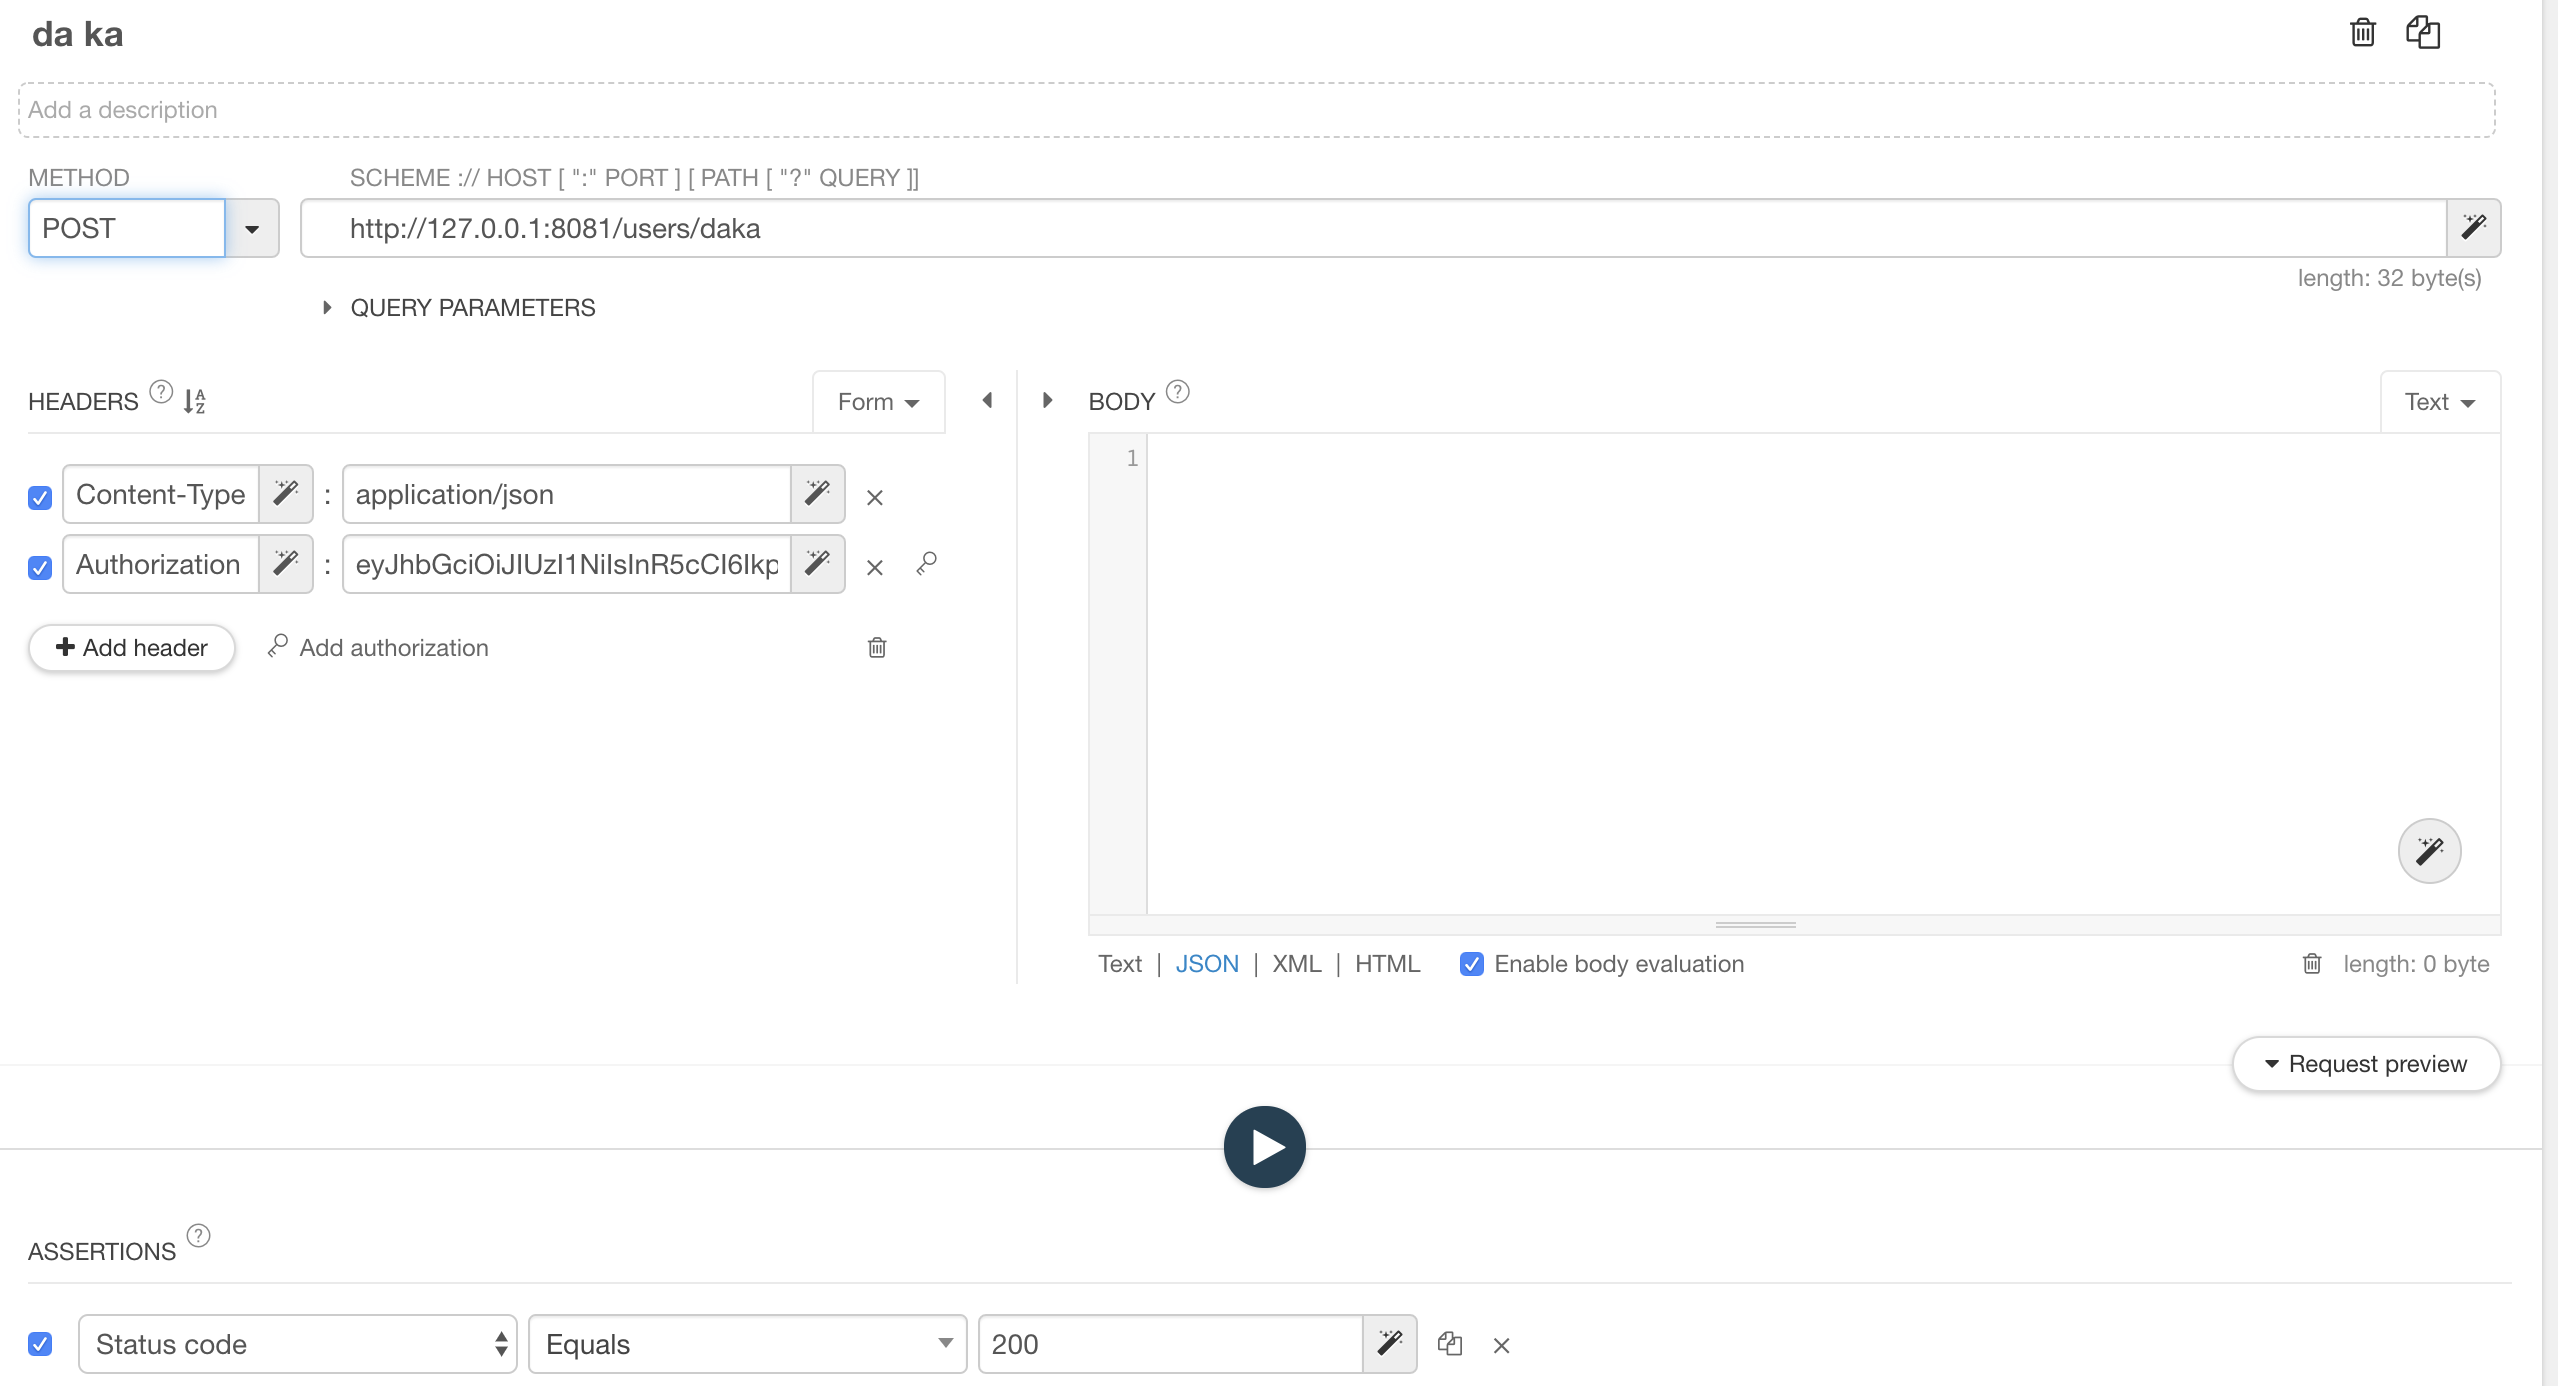 da ka
Add a description
METHOD
SCHEME :// HOST [ ":" PORT ] [ PATH [ "?" QUERY ]]
POST
http://127.0.0.1:8081/users/daka
length: 32 byte(s)
QUERY PARAMETERS
HEADERS ? A Z Form
BODY ? Text
1
Content-Type : application/json
Authorization : eyJhbGciOiJIUzI1NiIsInR5cCI6Ikp
Add header Add authorization
Text | JSON | XML | HTML Enable body evaluation length: 0 byte
Request preview
ASSERTIONS ?
Status code Equals 200